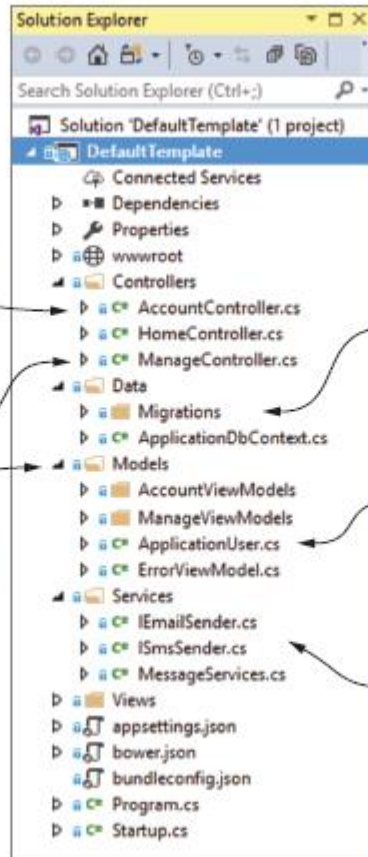 Solution Explorer
Search Solution Explorer (Ctrl+;)
Solution 'DefaultTemplate' (1 project)
DefaultTemplate
Connected Services
Dependencies
Properties
wwwroot
Controllers
AccountController.cs
HomeController.cs
ManageController.cs
Data
Migrations
ApplicationDbContext.cs
Models
AccountViewModels
ManageViewModels
ApplicationUser.cs
ErrorViewModel.cs
Services
IEmailSender.cs
ISmsSender.cs
MessageServices.cs
Views
appsettings.json
bower.json
bundleconfig.json
Program.cs
Startup.cs